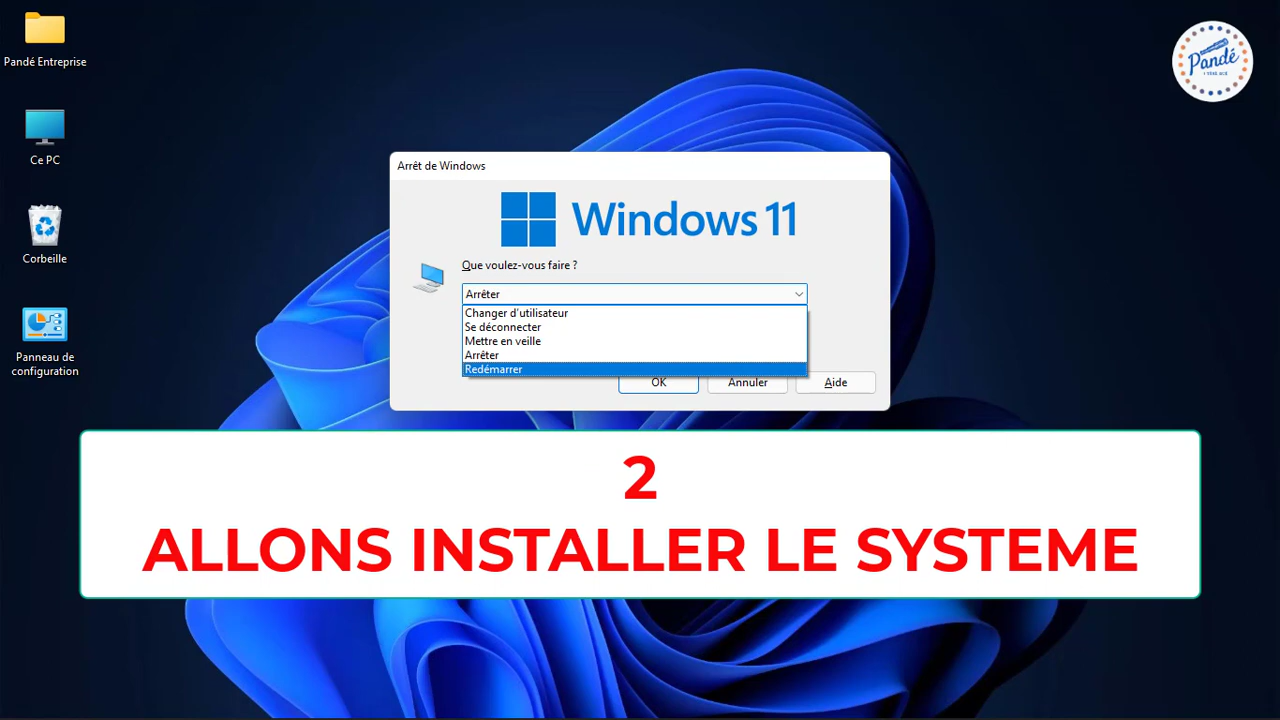 Pandé Entreprise
Ce PC
Corbeille
Panneau de
configuration
Pandé
Arrêt de Windows
Windows 11
Que voulez-vous faire ?
Arrêter
Changer d'utilisateur
Se déconnecter
Mettre en veille
Arrêter
Redémarrer
OK
Annuler
Aide
2
ALLONS INSTALLER LE SYSTEME